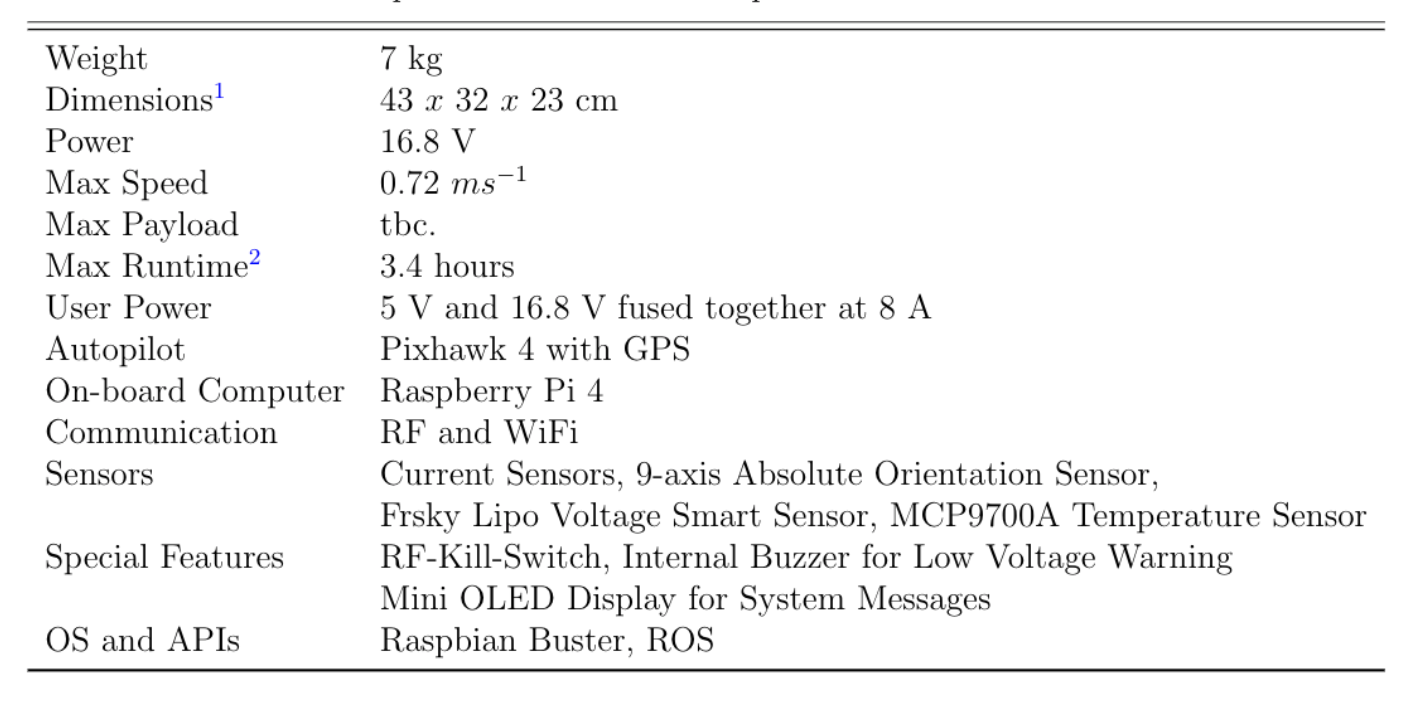 Weight 7 kg
Dimensions1 43 x 32 x 23 cm
Power 16.8 V
Max Speed 0.72 ms−1
Max Payload tbc.
Max Runtime2 3.4 hours
User Power 5 V and 16.8 V fused together at 8 A
Autopilot Pixhawk 4 with GPS
On-board Computer Raspberry Pi 4
Communication RF and WiFi
Sensors Current Sensors, 9-axis Absolute Orientation Sensor,
Frsky Lipo Voltage Smart Sensor, MCP9700A Temperature Sensor
Special Features RF-Kill-Switch, Internal Buzzer for Low Voltage Warning
Mini OLED Display for System Messages
OS and APIs Raspbian Buster, ROS